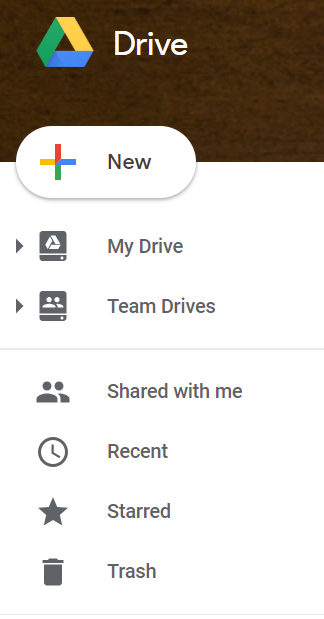 Drive
New
My Drive
Team Drives
Shared with me
Recent
Starred
Trash